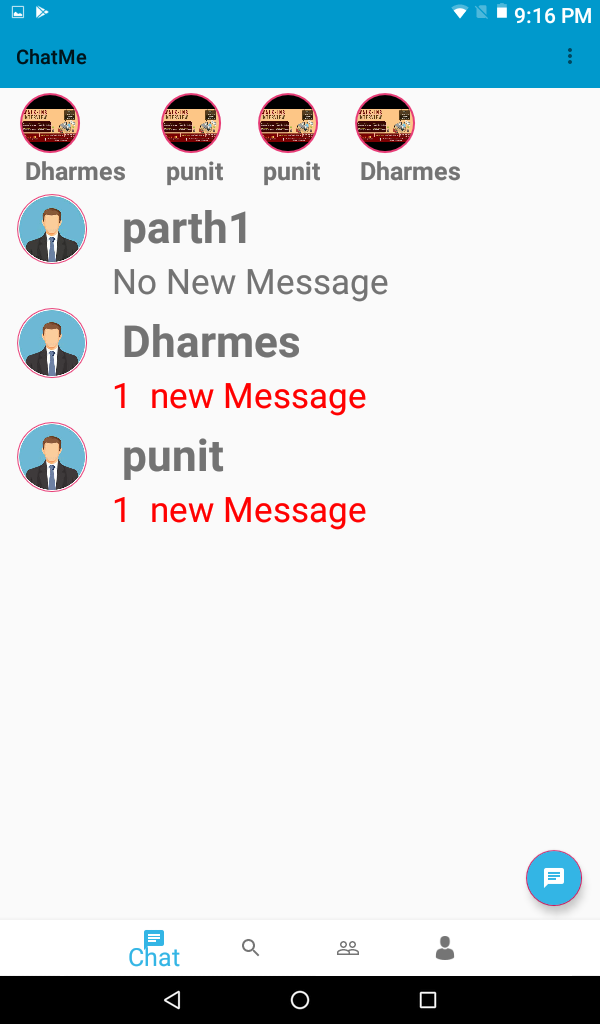 9:16 PM
ChatMe
Dharmes punit punit Dharmes
parth1
No New Message
Dharmes
1 new Message
punit
1 new Message
Chat